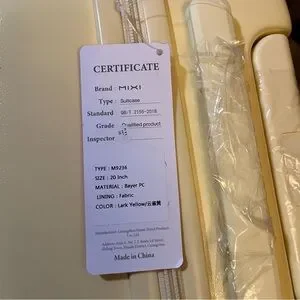 CERTIFICATE
Brand : MIXI
Type : Suitcase
Standard QB/T 2155-2018
Grade Qualified product
Inspector
TYPE: M9236
SIZE: 20 Inch
MATERIAL: Bayer PC
LINING: Fabric
COLOR: Lark Yellow/云雀黄
Made in China